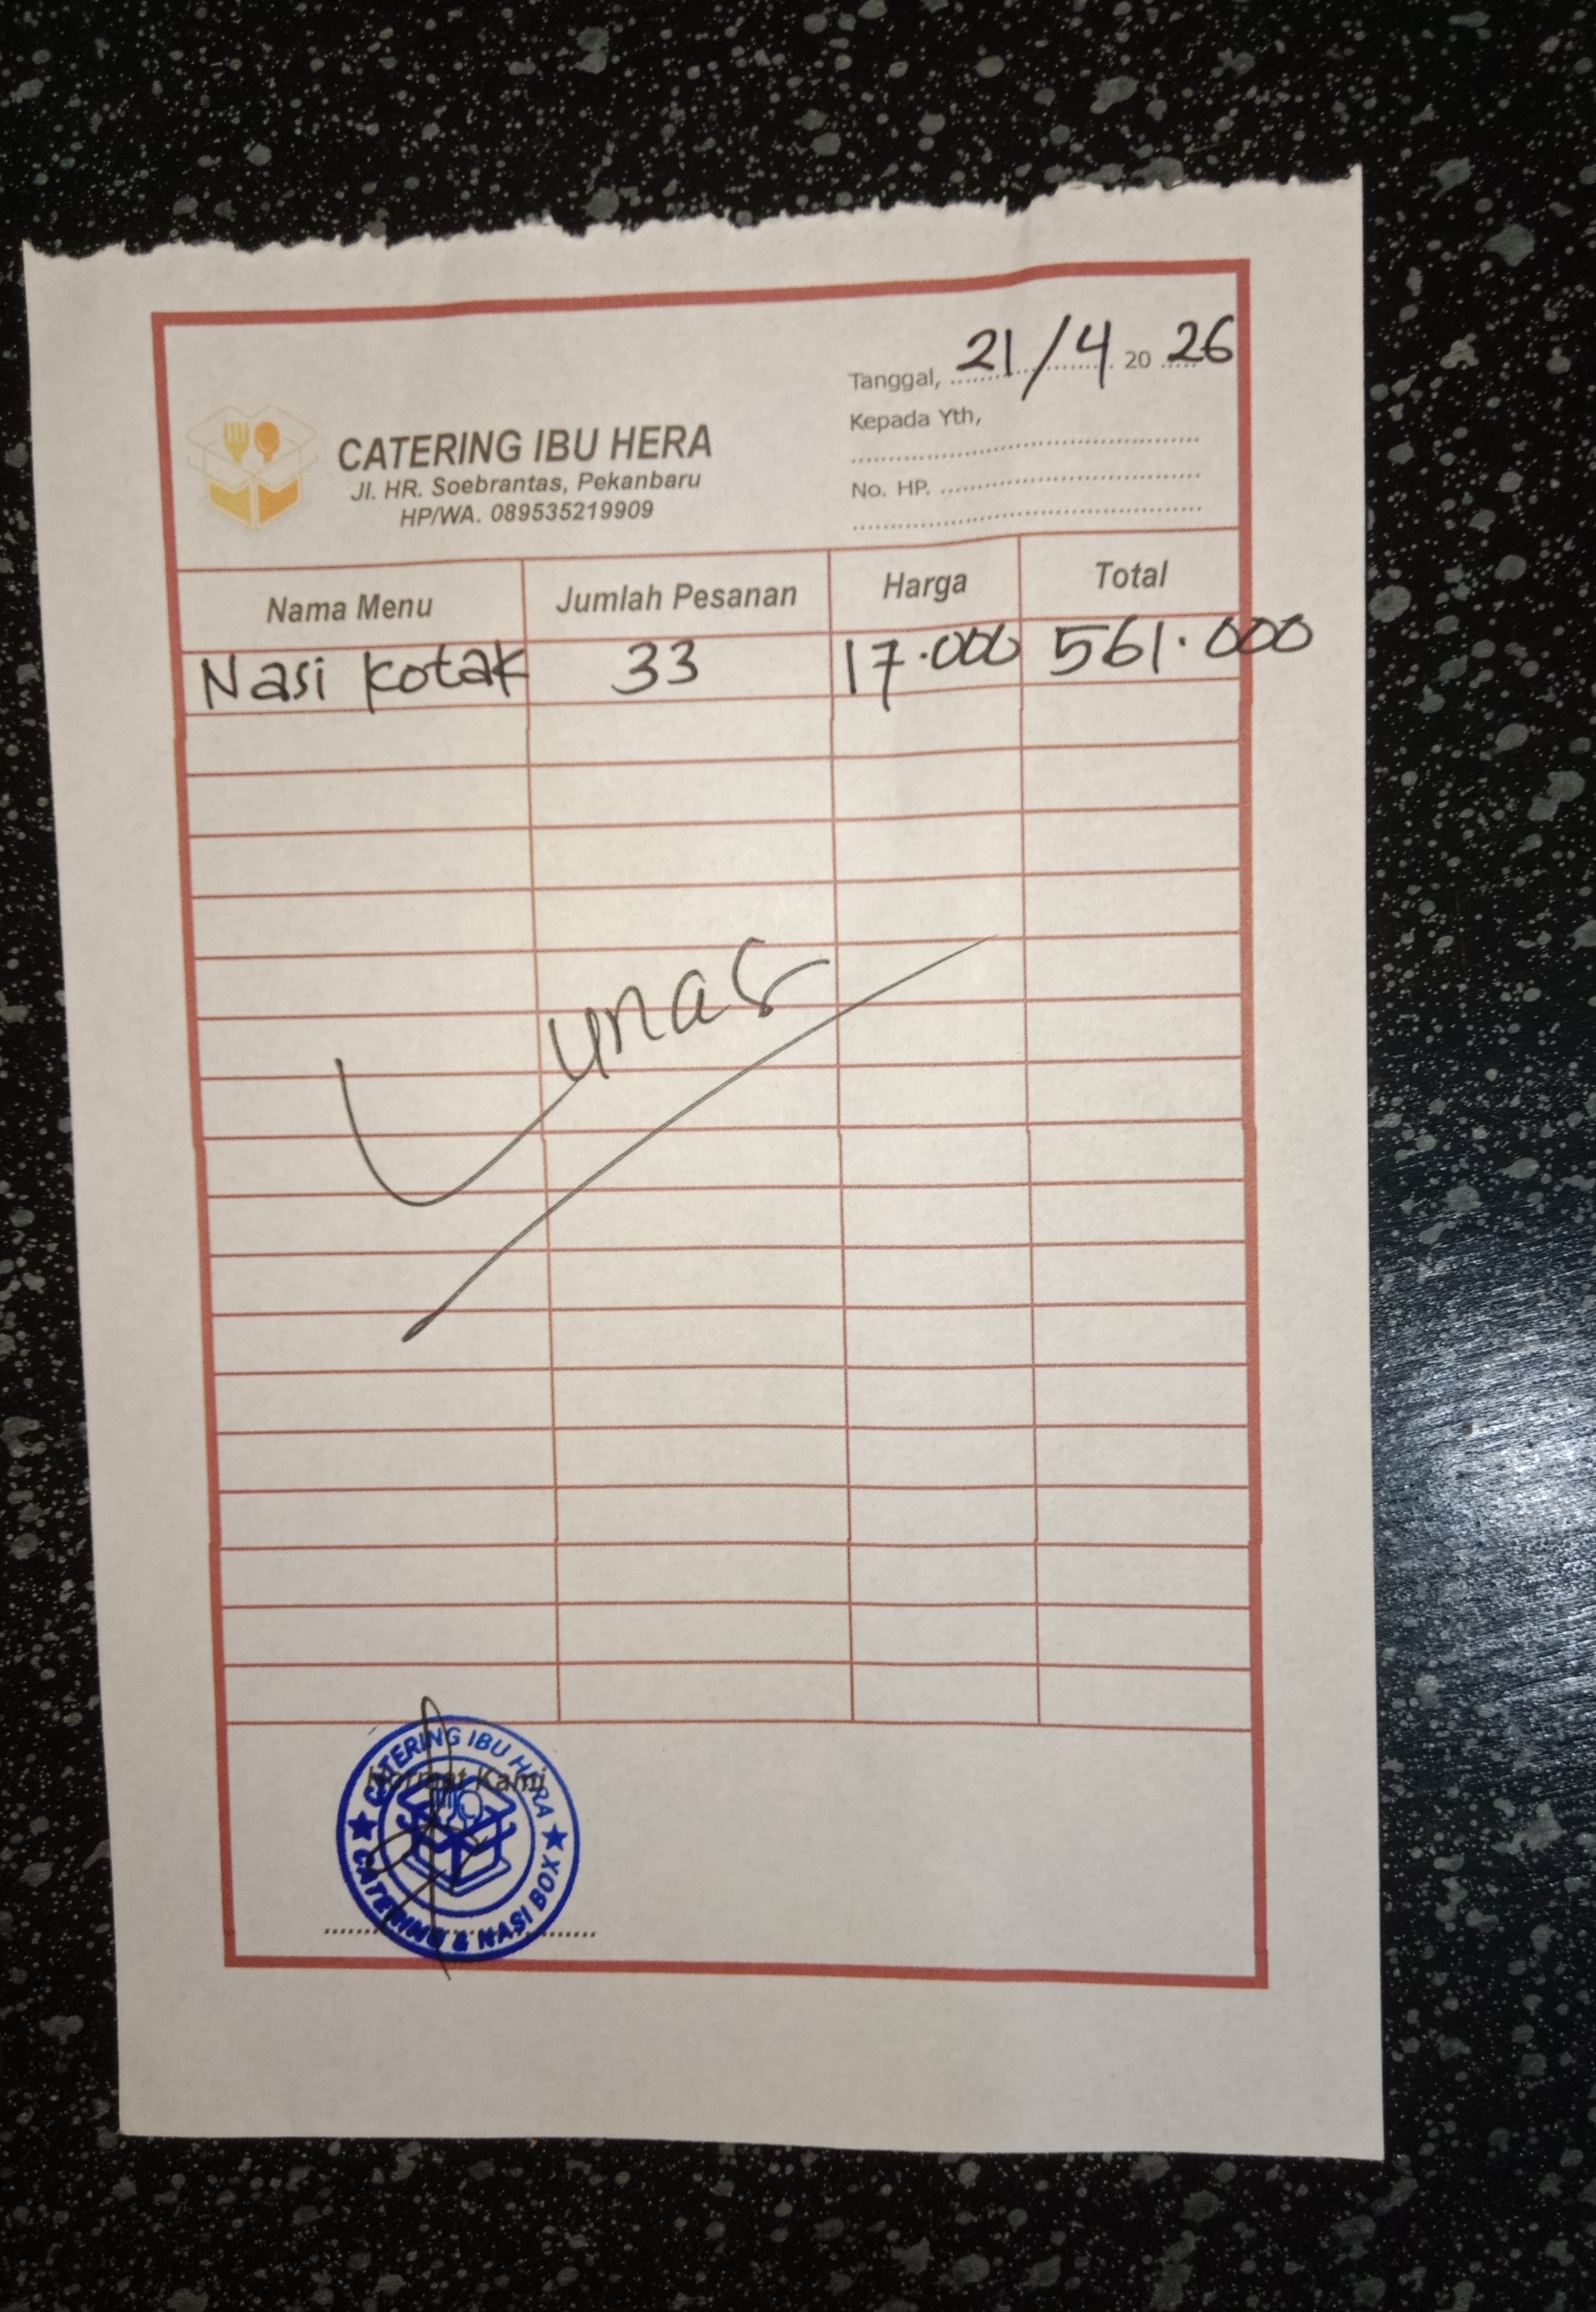 Tanggal, 21/4 20 26
Kepada Yth,
No. HP.
CATERING IBU HERA
Jl. HR. Soebrantas, Pekanbaru
HP/WA. 089535219909
Nama Menu Jumlah Pesanan Harga Total
Nasi kotak 33 17.000 561.000
Lunas
Hormat Kami
CATERING IBU HERA
CATERING & NASI BOX